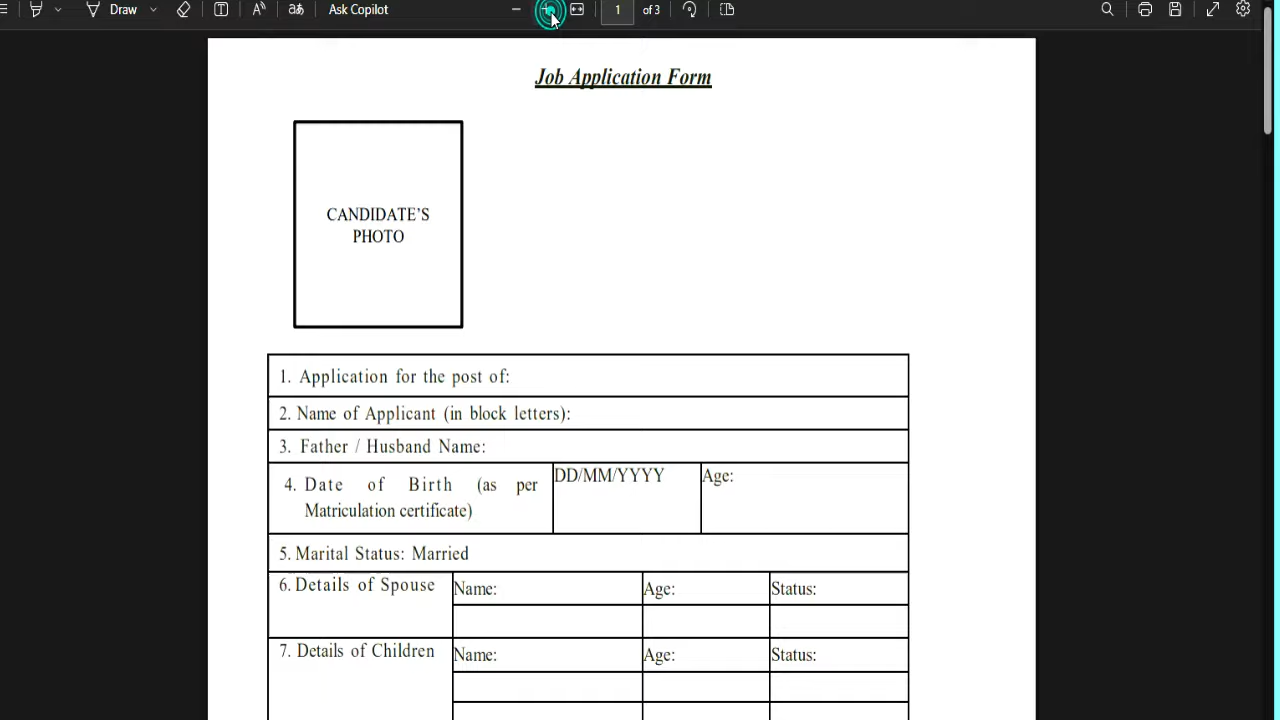 Draw
Ask Copilot
1 of 3
Job Application Form
CANDIDATE'S
PHOTO
1. Application for the post of:
2. Name of Applicant (in block letters):
3. Father / Husband Name:
4. Date of Birth (as per
Matriculation certificate)
DD/MM/YYYY
Age:
5. Marital Status: Married
6. Details of Spouse
Name:
Age:
Status:
7. Details of Children
Name:
Age:
Status: